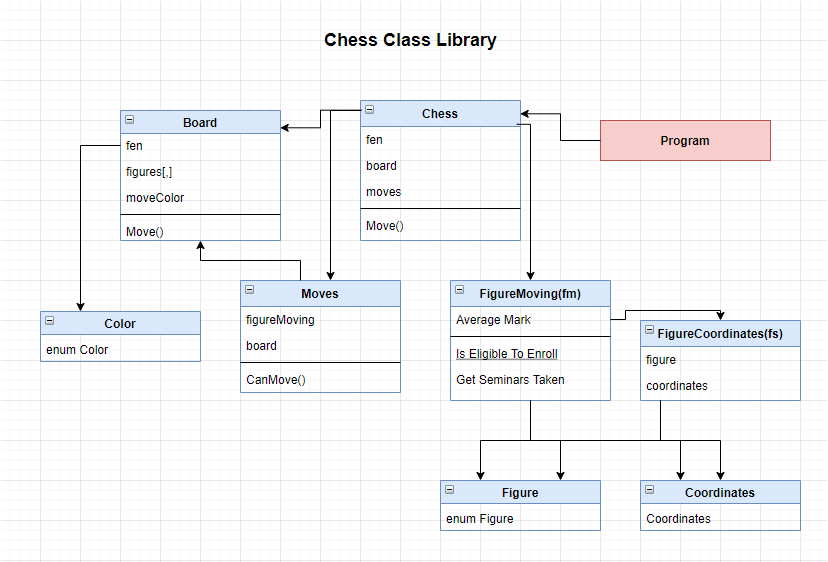 Chess Class Library
Board
fen
figures[,]
moveColor
Move()
Chess
fen
board
moves
Move()
Program
Color
enum Color
Moves
figureMoving
board
CanMove()
FigureMoving(fm)
Average Mark
Is Eligible To Enroll
Get Seminars Taken
FigureCoordinates(fs)
figure
coordinates
Figure
enum Figure
Coordinates
Coordinates